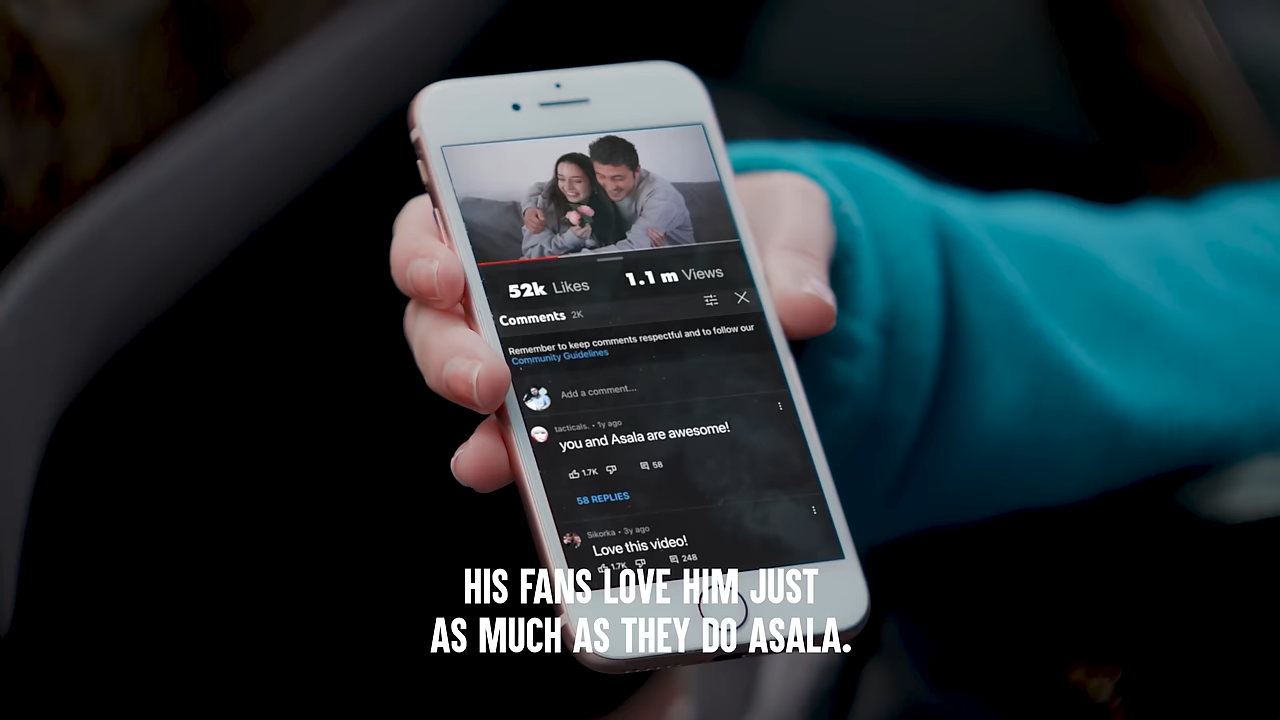 52k Likes 1.1 m Views
Comments 2K
Remember to keep comments respectful and to follow our
Community Guidelines
Add a comment...
tacticals. • 1y ago
you and Asala are awesome!
1.7K 58
58 REPLIES
Sikorka • 3y ago
Love this video!
1.7K 248
HIS FANS LOVE HIM JUST
AS MUCH AS THEY DO ASALA.